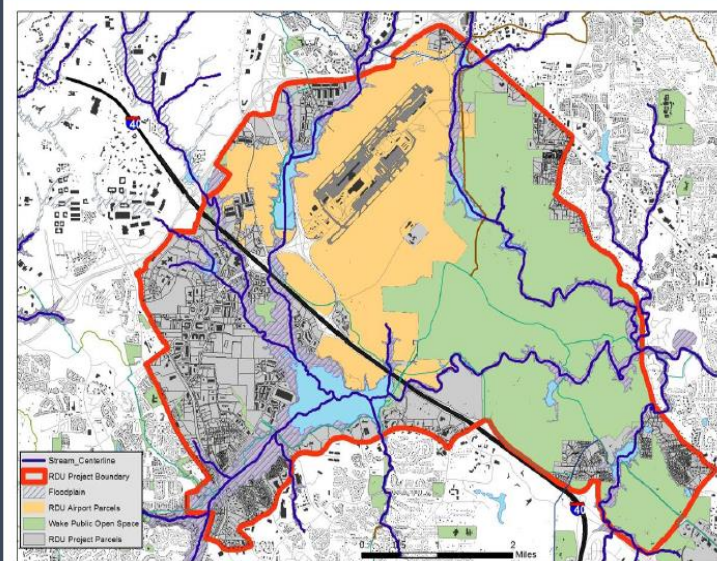 40
Stream_Centerline
RDU Project Boundary
Floodplain
RDU Airport Parcels
Wake Public Open Space
RDU Project Parcels
40
2
Miles